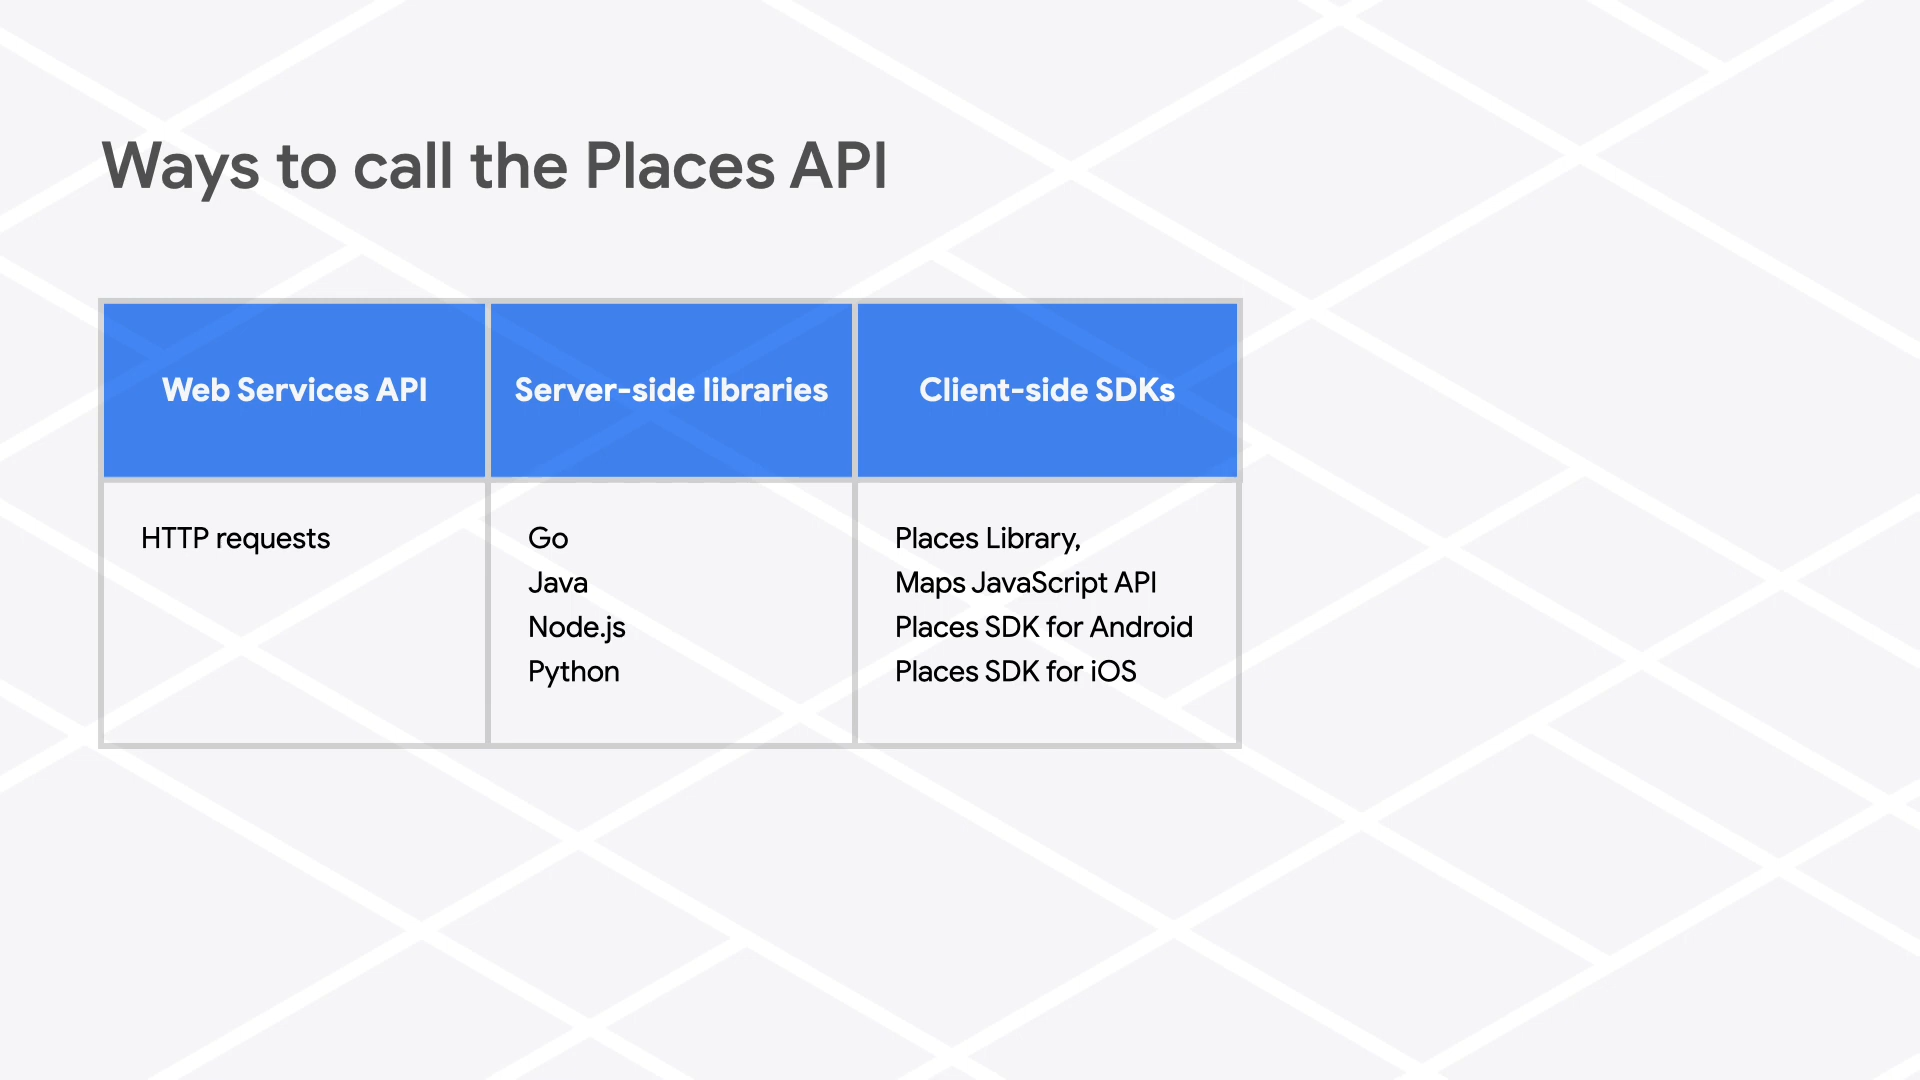 Ways to call the Places API
Web Services API
Server-side libraries
Client-side SDKs
HTTP requests
Go
Java
Node.js
Python
Places Library,
Maps JavaScript API
Places SDK for Android
Places SDK for iOS